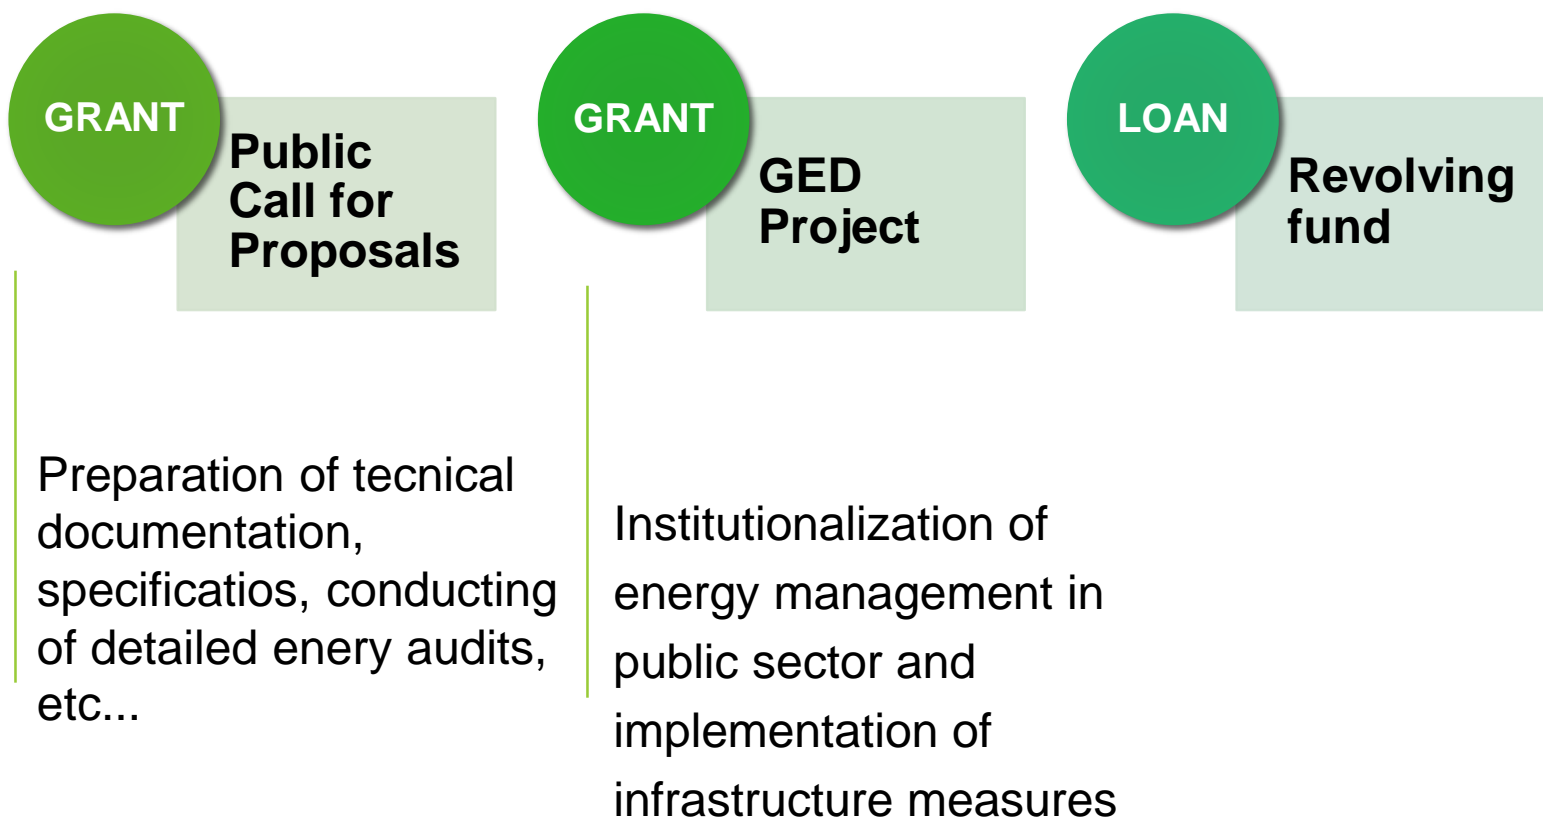 GRANT
Public
Call for
Proposals
GRANT
GED
Project
LOAN
Revolving
fund
Preparation of tecnical
documentation,
specificatios, conducting
of detailed enery audits,
etc...
Institutionalization of
energy management in
public sector and
implementation of
infrastructure measures